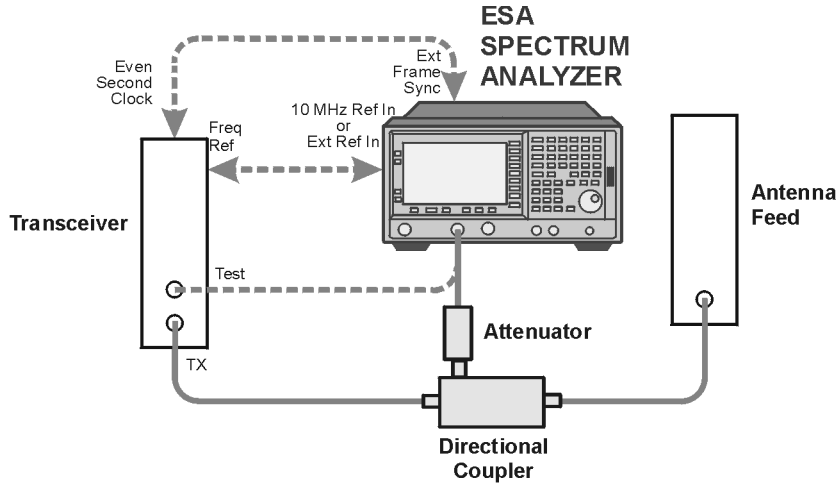 ESA
SPECTRUM
ANALYZER
Even
Second
Clock
Ext
Frame
Sync
Freq
Ref
10 MHz Ref In
or
Ext Ref In
Transceiver
Antenna
Feed
Test
Attenuator
TX
Directional
Coupler